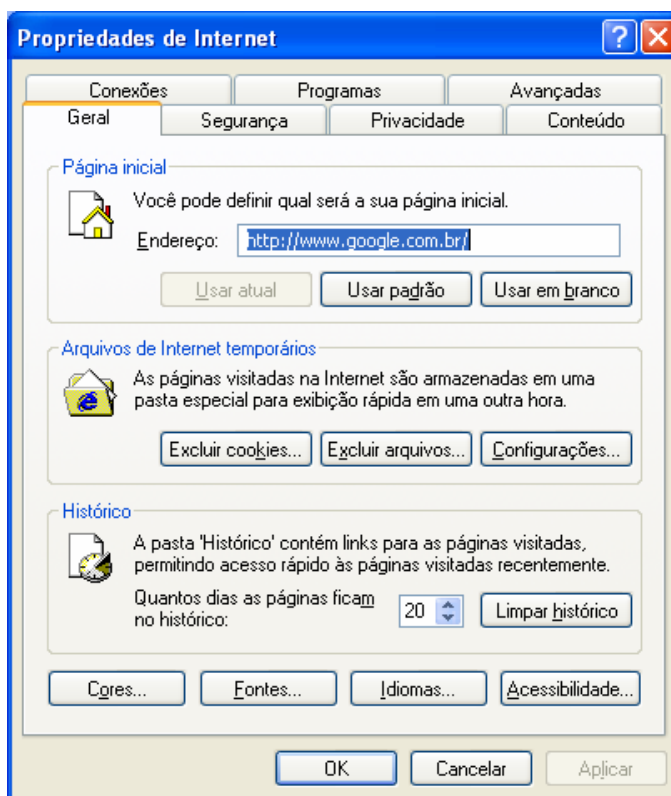 Propriedades de Internet
Conexões Programas Avançadas
Geral Segurança Privacidade Conteúdo
Página inicial
Você pode definir qual será a sua página inicial.
Endereço: http://www.google.com.br/
Usar atual Usar padrão Usar em branco
Arquivos de Internet temporários
As páginas visitadas na Internet são armazenadas em uma
pasta especial para exibição rápida em uma outra hora.
Excluir cookies... Excluir arquivos... Configurações...
Histórico
A pasta 'Histórico' contém links para as páginas visitadas,
permitindo acesso rápido às páginas visitadas recentemente.
Quantos dias as páginas ficam
no histórico: 20 Limpar histórico
Cores... Fontes... Idiomas... Acessibilidade...
OK Cancelar Aplicar